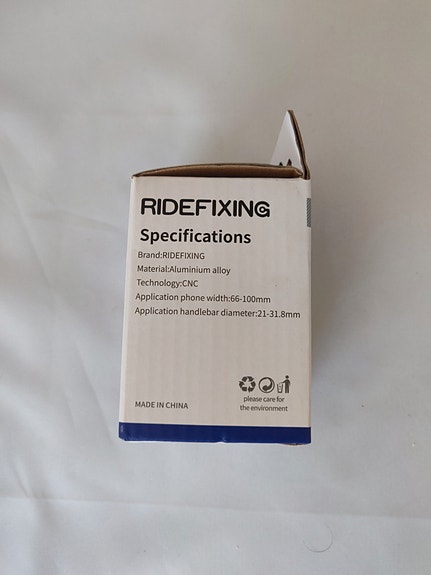 RIDEFIXING
Specifications
Brand:RIDEFIXING
Material:Aluminium alloy
Technology:CNC
Application phone width:66-100mm
Application handlebar diameter:21-31.8mm
MADE IN CHINA
please care for
the environment